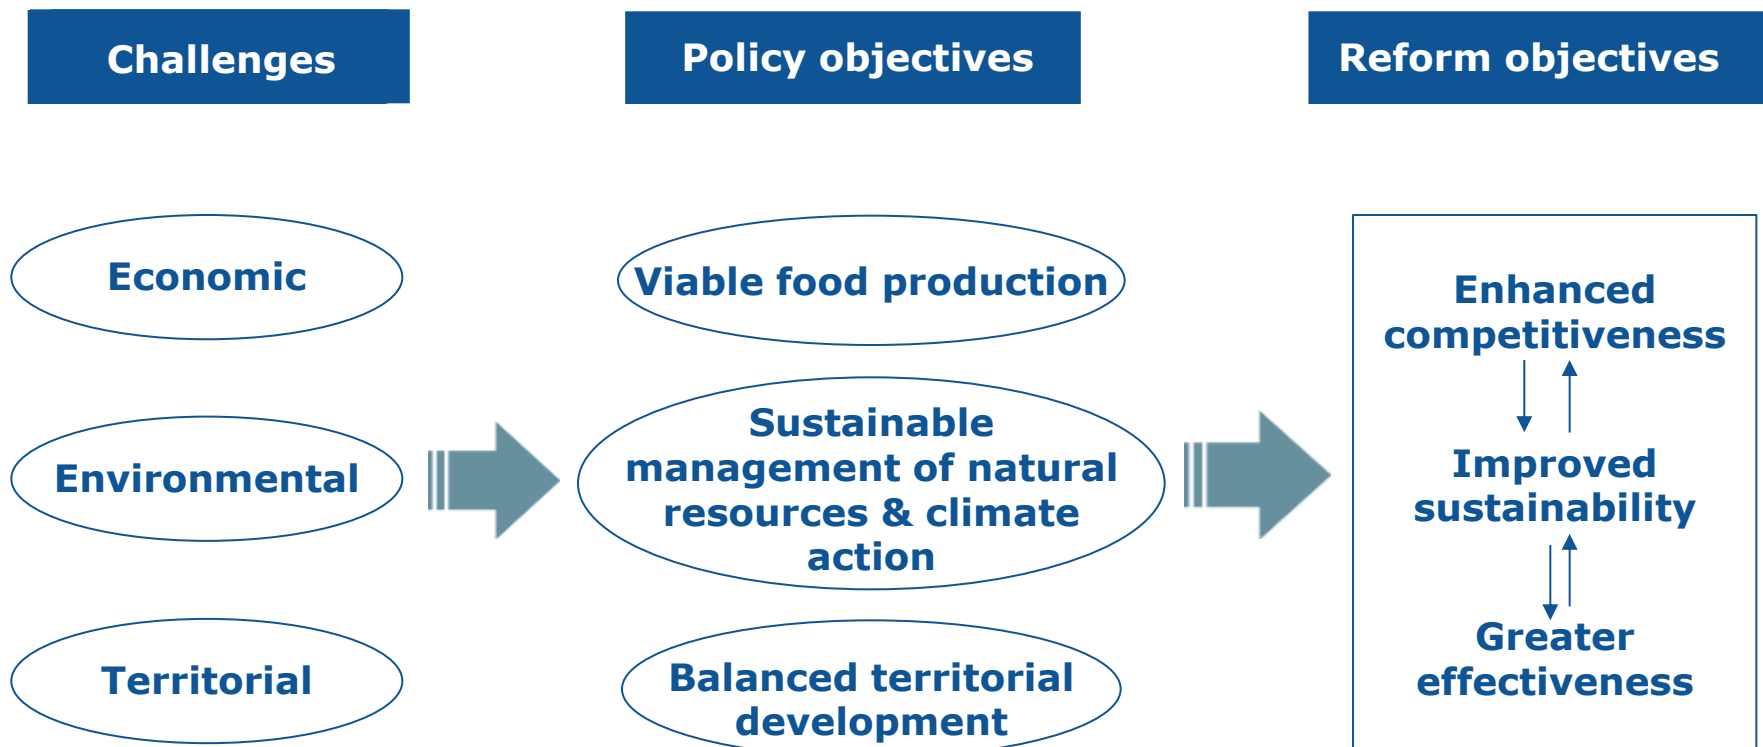 Challenges
Policy objectives
Reform objectives
Economic
Environmental
Territorial
Viable food production
Sustainable
management of natural
resources & climate
action
Balanced territorial
development
Enhanced
competitiveness
Improved
sustainability
Greater
effectiveness